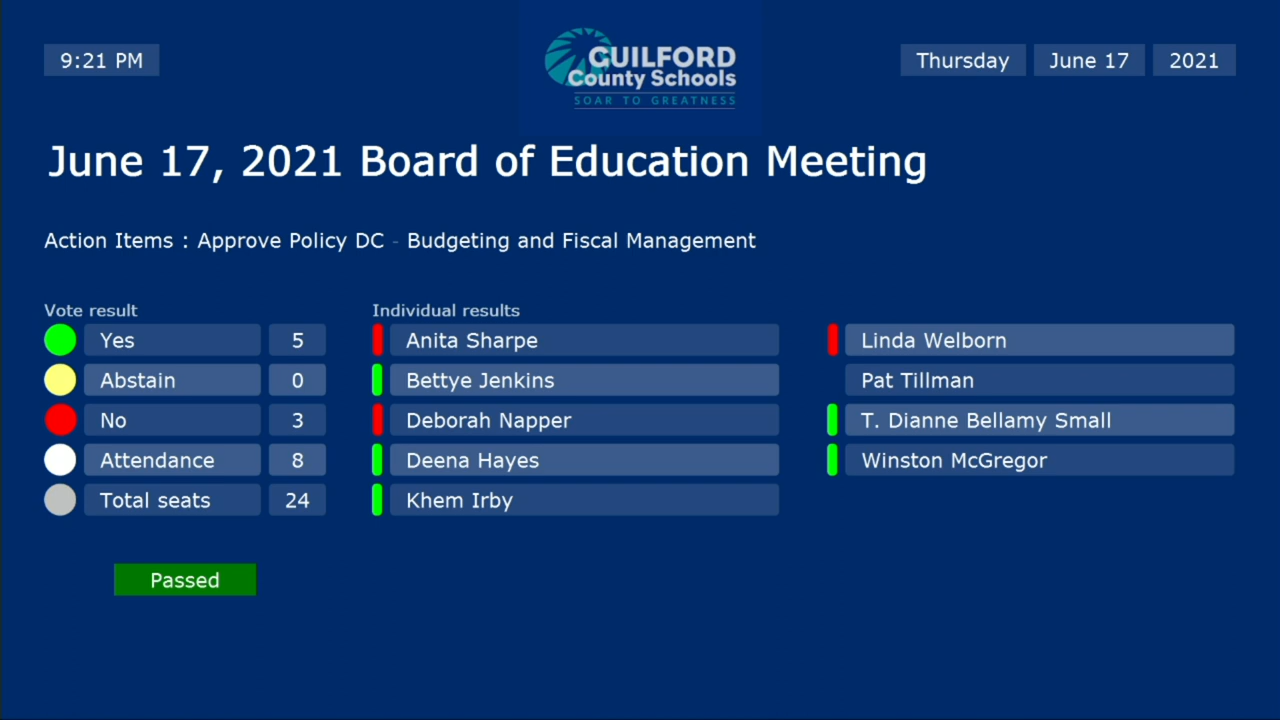 9:21 PM
GUILFORD
County Schools
SOAR TO GREATNESS
Thursday June 17 2021
June 17, 2021 Board of Education Meeting
Action Items : Approve Policy DC - Budgeting and Fiscal Management
Vote result
Yes 5
Abstain 0
No 3
Attendance 8
Total seats 24
Passed
Individual results
Anita Sharpe
Bettye Jenkins
Deborah Napper
Deena Hayes
Khem Irby
Linda Welborn
Pat Tillman
T. Dianne Bellamy Small
Winston McGregor